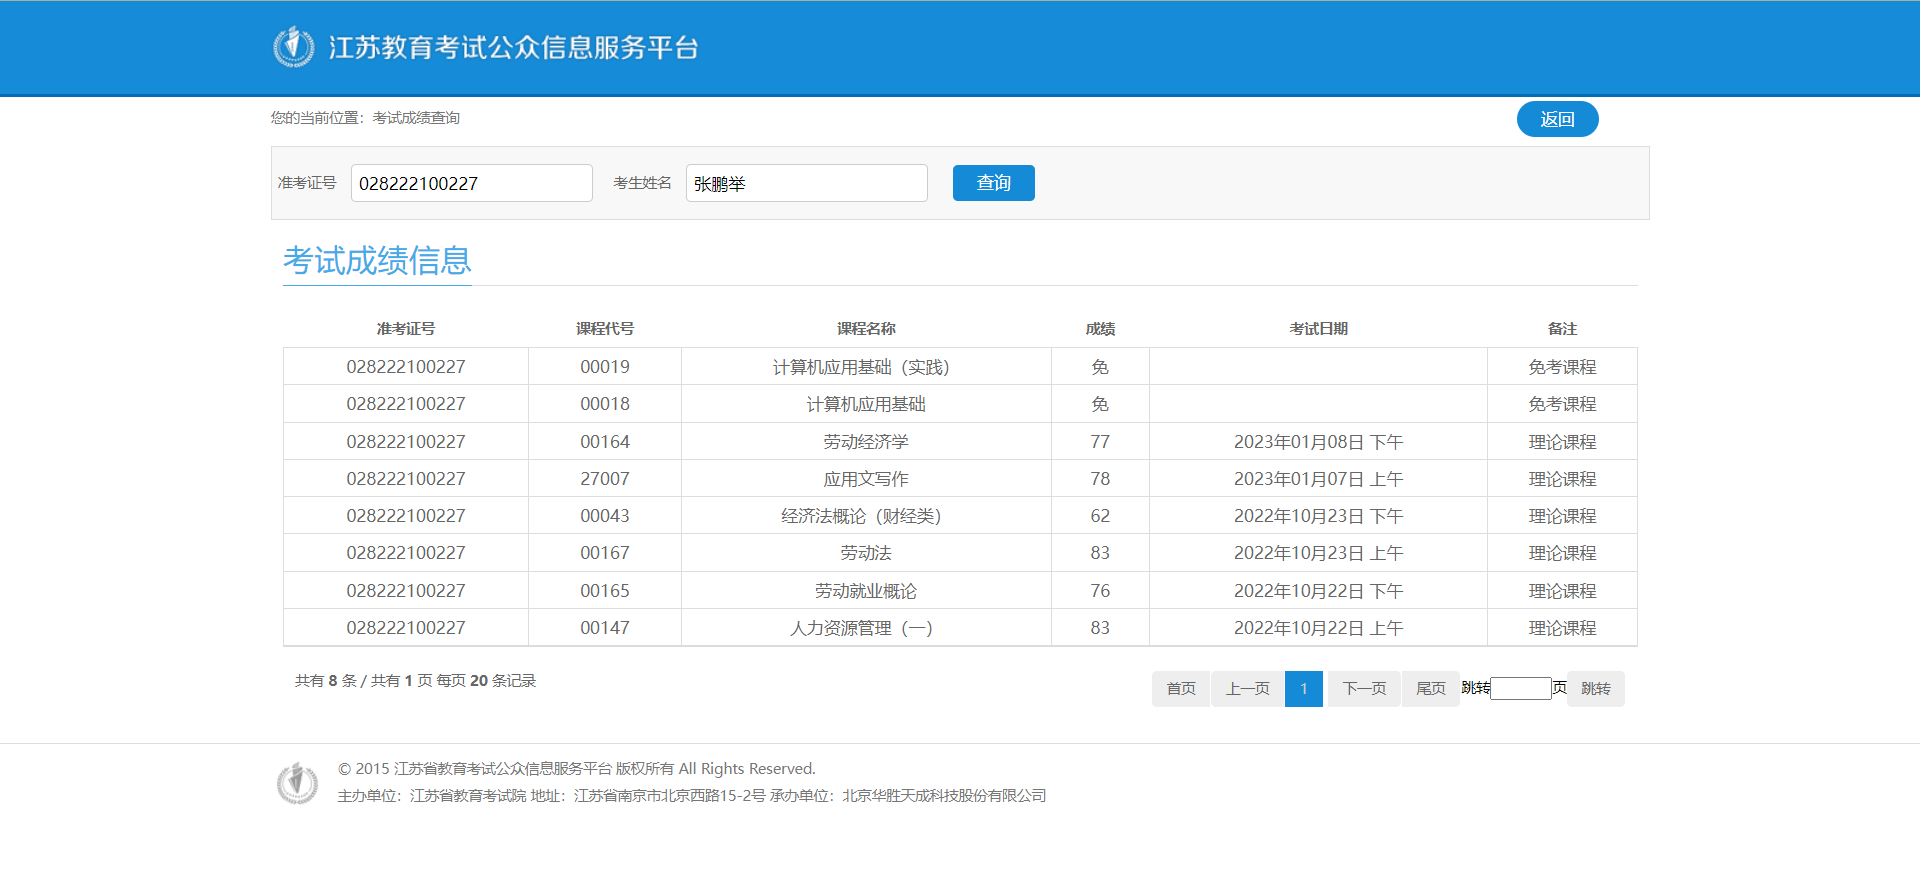 江苏教育考试公众信息服务平台
您的当前位置：考试成绩查询
返回
准考证号 028222100227 考生姓名 张鹏举 查询
考试成绩信息
准考证号 课程代号 课程名称 成绩 考试日期 备注
028222100227 00019 计算机应用基础（实践） 免 免考课程
028222100227 00018 计算机应用基础 免 免考课程
028222100227 00164 劳动经济学 77 2023年01月08日 下午 理论课程
028222100227 27007 应用文写作 78 2023年01月07日 上午 理论课程
028222100227 00043 经济法概论（财经类） 62 2022年10月23日 下午 理论课程
028222100227 00167 劳动法 83 2022年10月23日 上午 理论课程
028222100227 00165 劳动就业概论 76 2022年10月22日 下午 理论课程
028222100227 00147 人力资源管理（一） 83 2022年10月22日 上午 理论课程
共有 8 条 / 共有 1 页 每页 20 条记录
首页 上一页 1 下一页 尾页 跳转 页 跳转
© 2015 江苏省教育考试公众信息服务平台 版权所有 All Rights Reserved.
主办单位：江苏省教育考试院 地址：江苏省南京市北京西路15-2号 承办单位：北京华胜天成科技股份有限公司